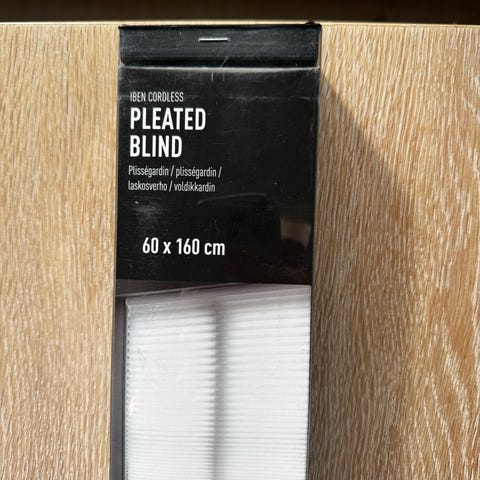 IBEN CORDLESS
PLEATED
BLIND
Plisségardin / plisségardin /
laskosverho / voldikkardin
60 x 160 cm